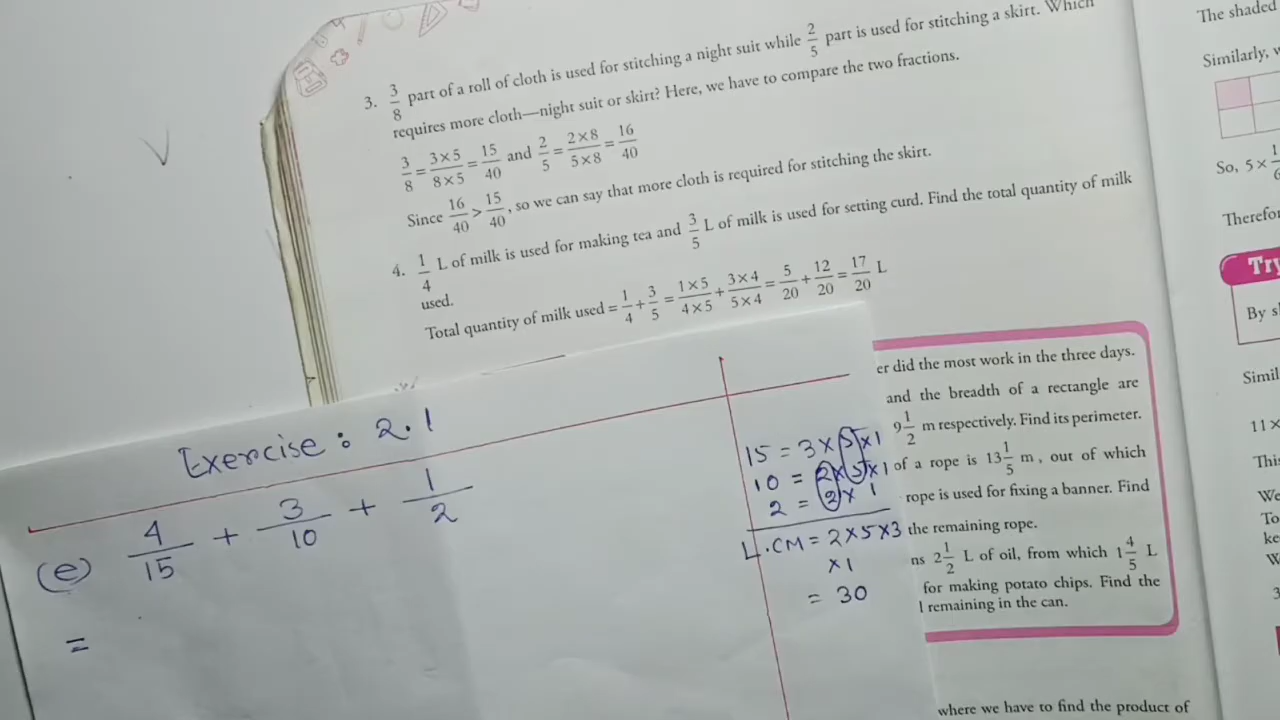 3. 3/8 part of a roll of cloth is used for stitching a night suit while 2/5 part is used for stitching a skirt. Which
requires more cloth—night suit or skirt? Here, we have to compare the two fractions.
3/8 = 3×5/8×5 = 15/40 and 2/5 = 2×8/5×8 = 16/40
Since 16/40 > 15/40, so we can say that more cloth is required for stitching the skirt.
4. 1/4 L of milk is used for making tea and 3/5 L of milk is used for setting curd. Find the total quantity of milk
used.
Total quantity of milk used = 1/4 + 3/5 = 1×5/4×5 + 3×4/5×4 = 5/20 + 12/20 = 17/20 L
er did the most work in the three days.
and the breadth of a rectangle are
9 1/2 m respectively. Find its perimeter.
of a rope is 13 1/5 m, out of which
rope is used for fixing a banner. Find
the remaining rope.
ns 2 1/2 L of oil, from which 1 4/5 L
for making potato chips. Find the
l remaining in the can.
where we have to find the product of
Exercise : 2.1
(e) 4/15 + 3/10 + 1/2
=
15 = 3×5×1
10 = 2×5×1
2 = 2×1
L.CM = 2×5×3
×1
= 30
The shaded
Similarly,
So, 5 ×
Try
By
11×
We
To